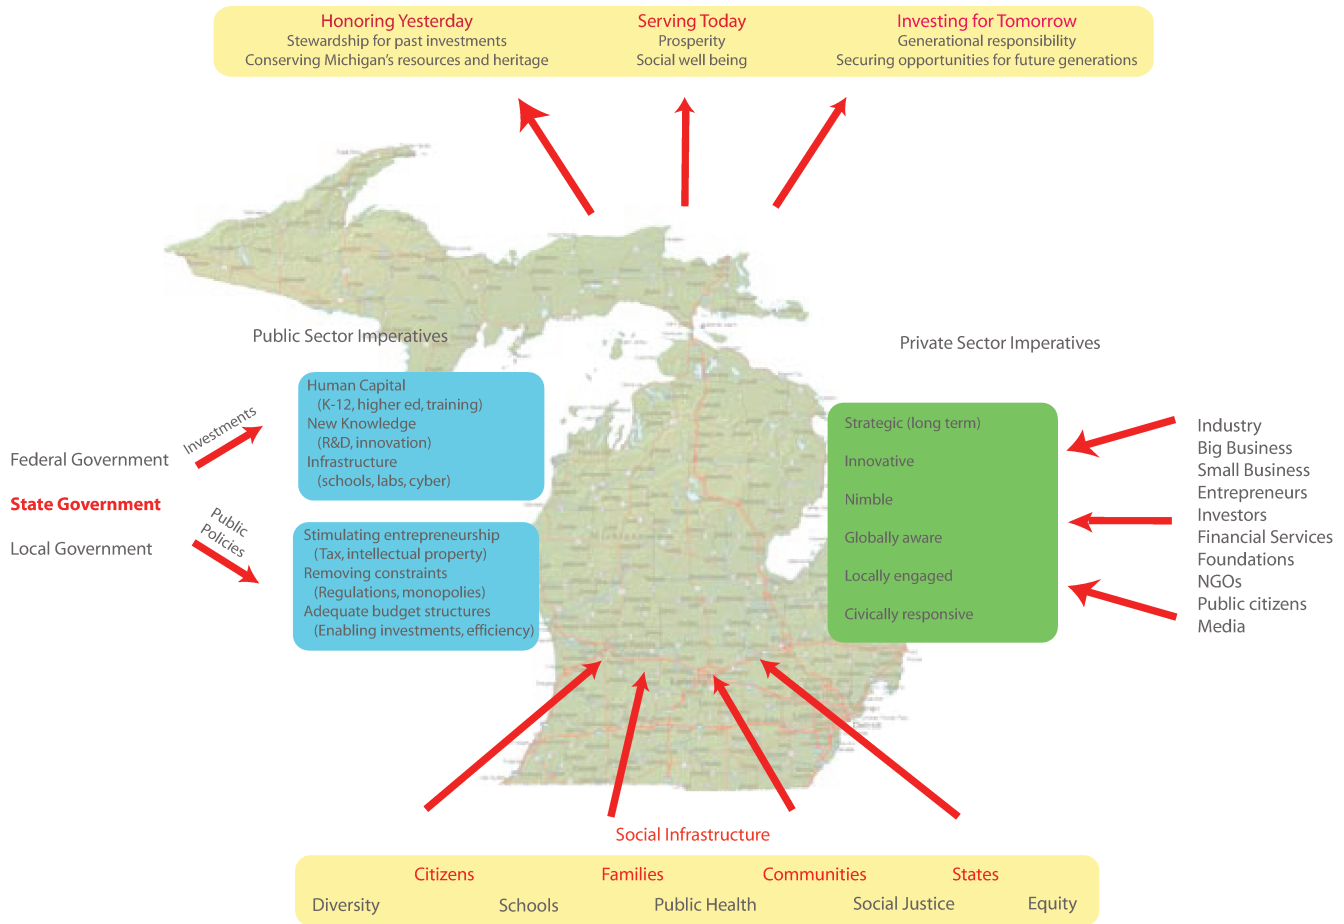 Honoring Yesterday
Stewardship for past investments
Conserving Michigan's resources and heritage
Serving Today
Prosperity
Social well being
Investing for Tomorrow
Generational responsibility
Securing opportunities for future generations
Public Sector Imperatives
Private Sector Imperatives
Federal Government
State Government
Local Government
Investments
Public
Policies
Human Capital
(K-12, higher ed, training)
New Knowledge
(R&D, innovation)
Infrastructure
(schools, labs, cyber)
Stimulating entrepreneurship
(Tax, intellectual property)
Removing constraints
(Regulations, monopolies)
Adequate budget structures
(Enabling investments, efficiency)
Strategic (long term)
Innovative
Nimble
Globally aware
Locally engaged
Civically responsive
Industry
Big Business
Small Business
Entrepreneurs
Investors
Financial Services
Foundations
NGOs
Public citizens
Media
Social Infrastructure
Citizens Families Communities States
Diversity Schools Public Health Social Justice Equity